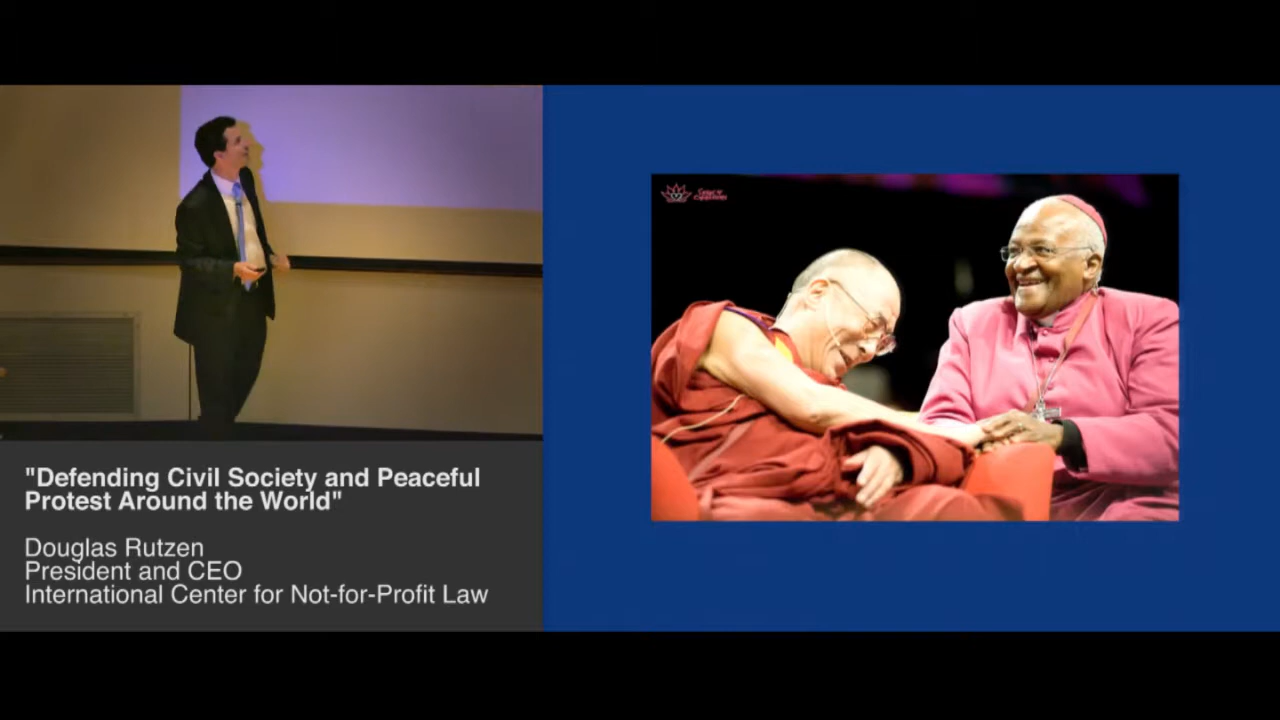 "Defending Civil Society and Peaceful
Protest Around the World"
Douglas Rutzen
President and CEO
International Center for Not-for-Profit Law